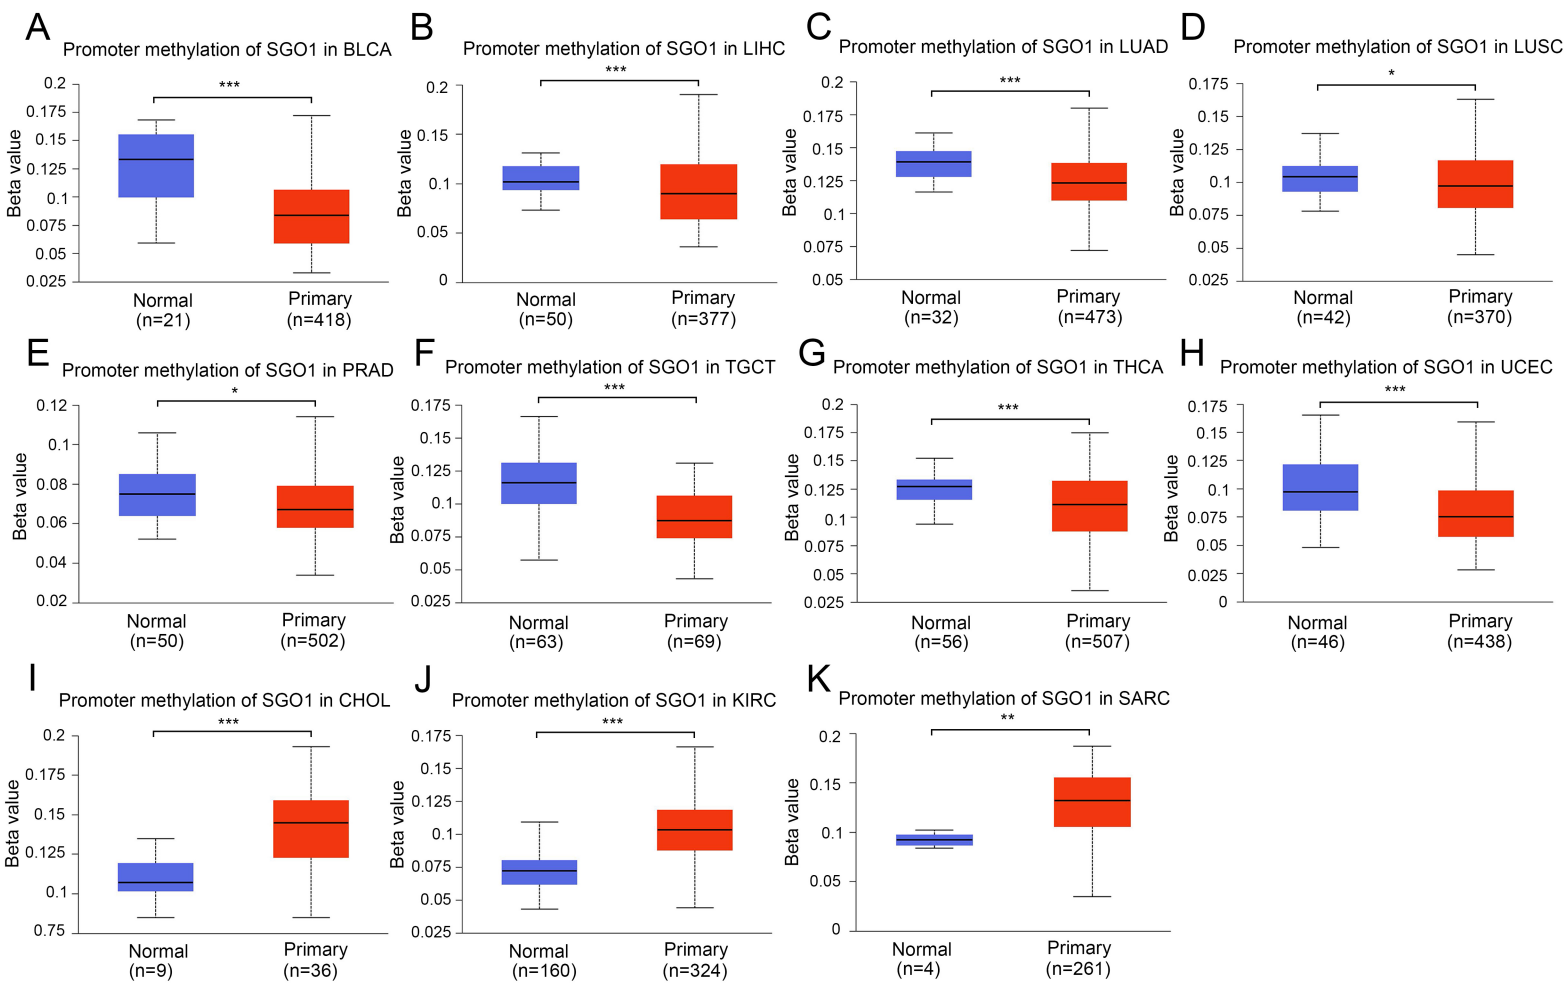 A
Promoter methylation of SGO1 in BLCA
***
Beta value
0.2
0.175
0.15
0.125
0.1
0.075
0.05
0.025
Normal
(n=21)
Primary
(n=418)
B
Promoter methylation of SGO1 in LIHC
***
Beta value
0.2
0.15
0.1
0.05
0
Normal
(n=50)
Primary
(n=377)
C
Promoter methylation of SGO1 in LUAD
***
Beta value
0.2
0.175
0.15
0.125
0.1
0.075
0.05
Normal
(n=32)
Primary
(n=473)
D
Promoter methylation of SGO1 in LUSC
*
Beta value
0.175
0.15
0.125
0.1
0.075
0.05
0.025
Normal
(n=42)
Primary
(n=370)
E
Promoter methylation of SGO1 in PRAD
*
Beta value
0.12
0.1
0.08
0.06
0.04
0.02
Normal
(n=50)
Primary
(n=502)
F
Promoter methylation of SGO1 in TGCT
***
Beta value
0.175
0.15
0.125
0.1
0.075
0.05
0.025
Normal
(n=63)
Primary
(n=69)
G
Promoter methylation of SGO1 in THCA
***
Beta value
0.2
0.175
0.15
0.125
0.1
0.075
0.05
0.025
Normal
(n=56)
Primary
(n=507)
H
Promoter methylation of SGO1 in UCEC
***
Beta value
0.175
0.15
0.125
0.1
0.075
0.05
0.025
0
Normal
(n=46)
Primary
(n=438)
I
Promoter methylation of SGO1 in CHOL
***
Beta value
0.2
0.175
0.15
0.125
0.1
0.75
Normal
(n=9)
Primary
(n=36)
J
Promoter methylation of SGO1 in KIRC
***
Beta value
0.175
0.15
0.125
0.1
0.075
0.05
0.025
Normal
(n=160)
Primary
(n=324)
K
Promoter methylation of SGO1 in SARC
**
Beta value
0.2
0.15
0.1
0.05
0
Normal
(n=4)
Primary
(n=261)